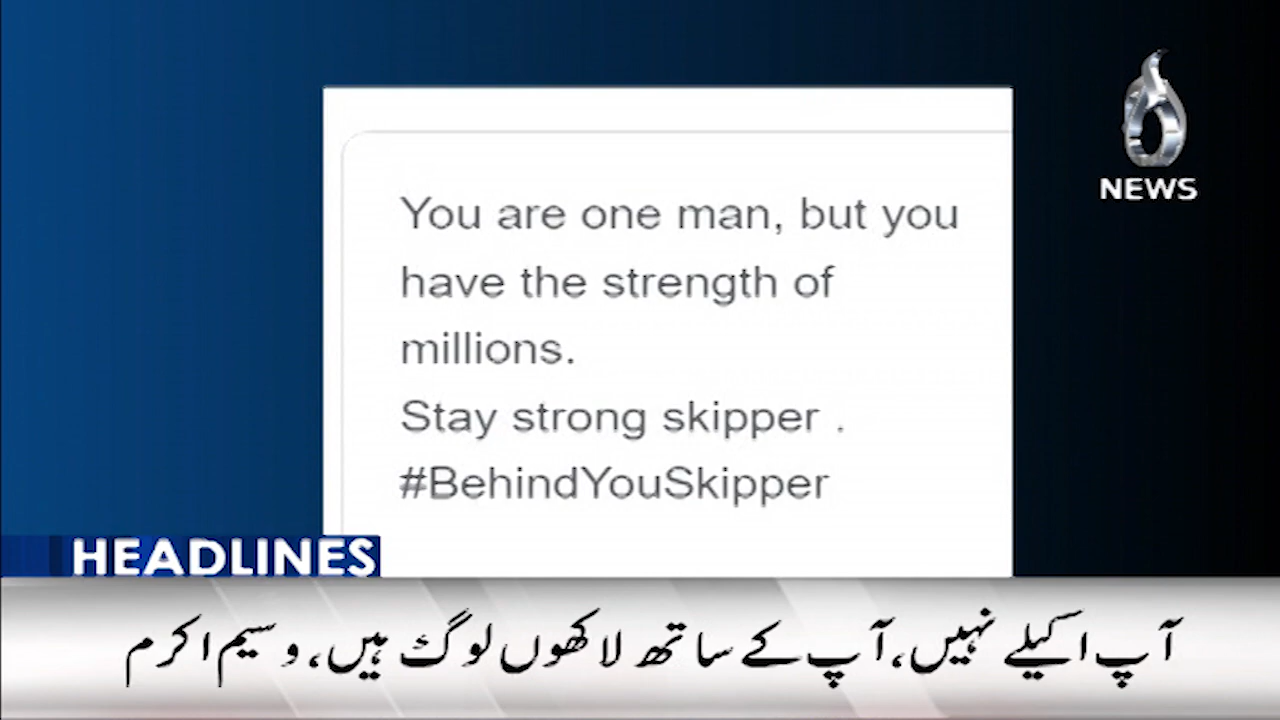 NEWS
You are one man, but you
have the strength of
millions.
Stay strong skipper .
#BehindYouSkipper
HEADLINES
آپ اکیلے نہیں، آپ کے ساتھ لاکھوں لوگ ہیں، وسیم اکرم